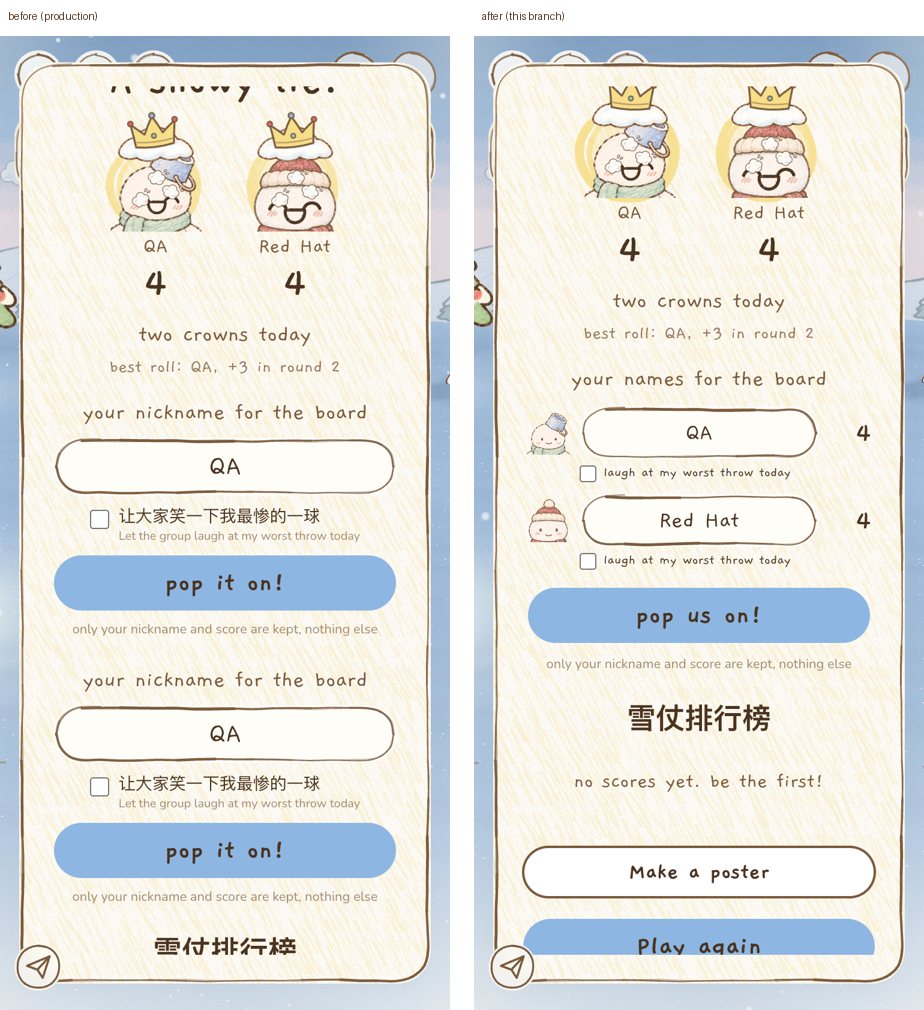 before (production)
A Snowy tie!
QA
Red Hat
4
4
two crowns today
best roll: QA, +3 in round 2
your nickname for the board
QA
让大家笑一下我最惨的一球
Let the group laugh at my worst throw today
pop it on!
only your nickname and score are kept, nothing else
your nickname for the board
QA
让大家笑一下我最惨的一球
Let the group laugh at my worst throw today
pop it on!
only your nickname and score are kept, nothing else
雪仗排行榜
after (this branch)
QA
Red Hat
4
4
two crowns today
best roll: QA, +3 in round 2
your names for the board
QA
4
laugh at my worst throw today
Red Hat
4
laugh at my worst throw today
pop us on!
only your nickname and score are kept, nothing else
雪仗排行榜
no scores yet. be the first!
Make a poster
Play again